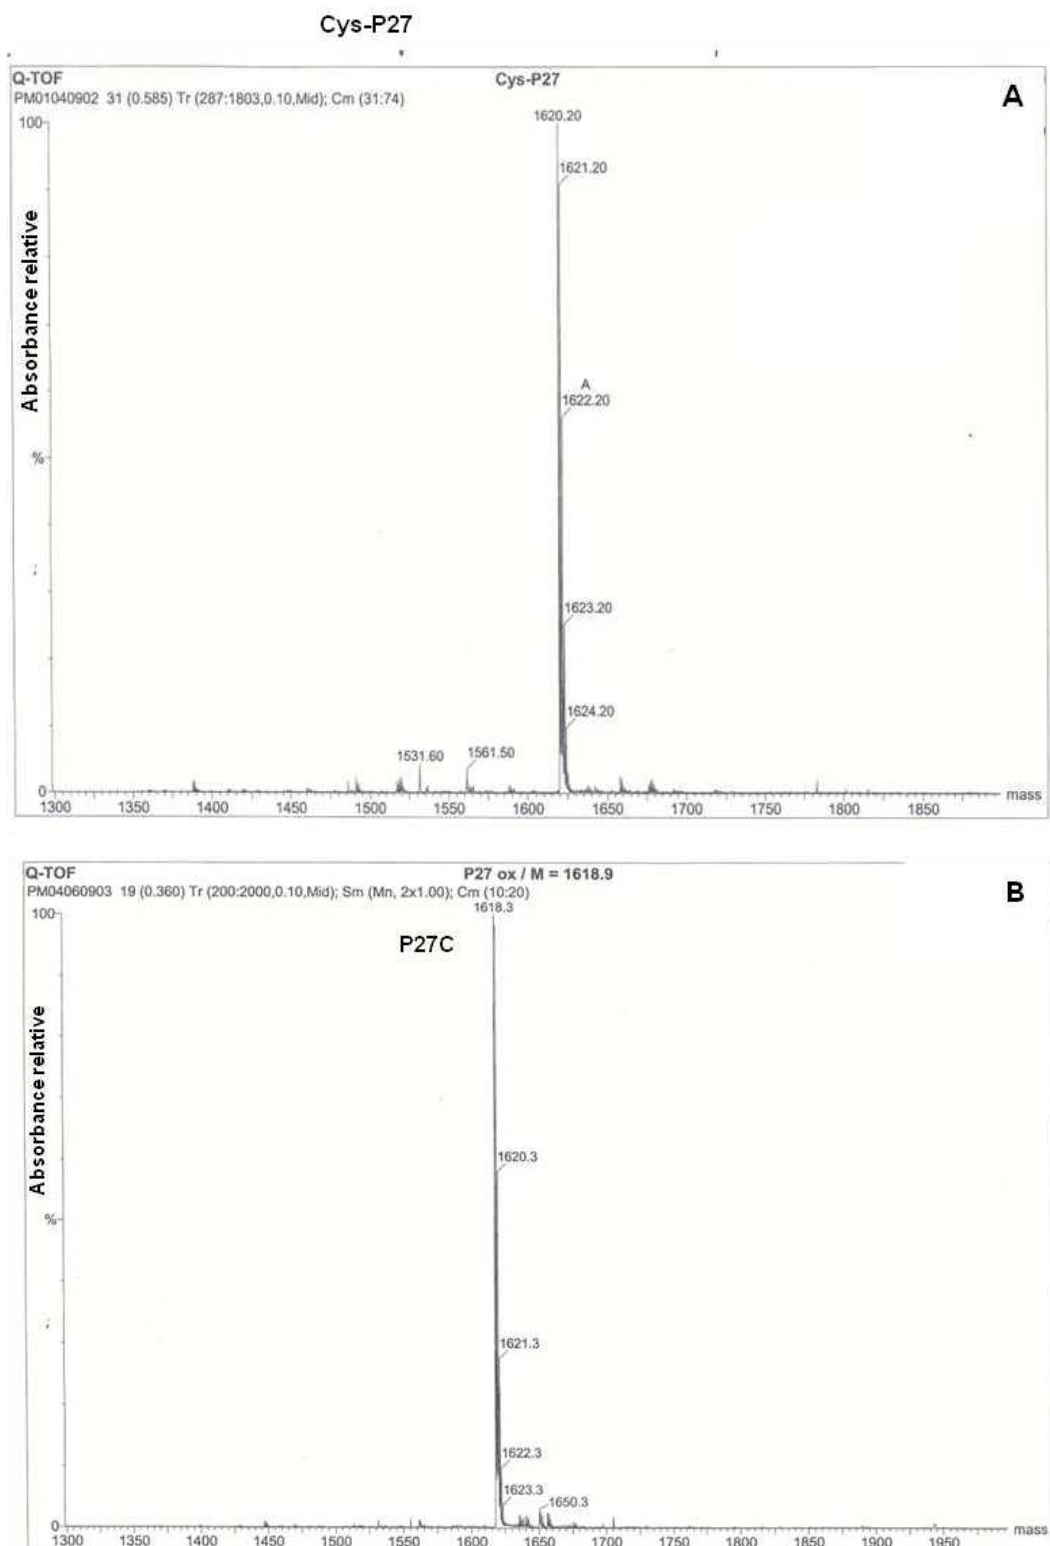 Cys-P27
Q-TOF
Cys-P27
PM01040902 31 (0.585) Tr (287:1803,0.10,Mid); Cm (31:74)
A
1620.20
100
1621.20
Absorbance relative
A
1622.20
%
1623.20
1624.20
1531.60
1561.50
0
1300 1350 1400 1450 1500 1550 1600 1650 1700 1750 1800 1850 mass
Q-TOF
P27 ox / M = 1618.9
PM04060903 19 (0.360) Tr (200:2000,0.10,Mid); Sm (Mn, 2x1.00); Cm (10:20)
B
1618.3
100
P27C
Absorbance relative
1620.3
%
1621.3
1622.3
1623.3
1650.3
0
1300 1350 1400 1450 1500 1550 1600 1650 1700 1750 1800 1850 1900 1950 mass